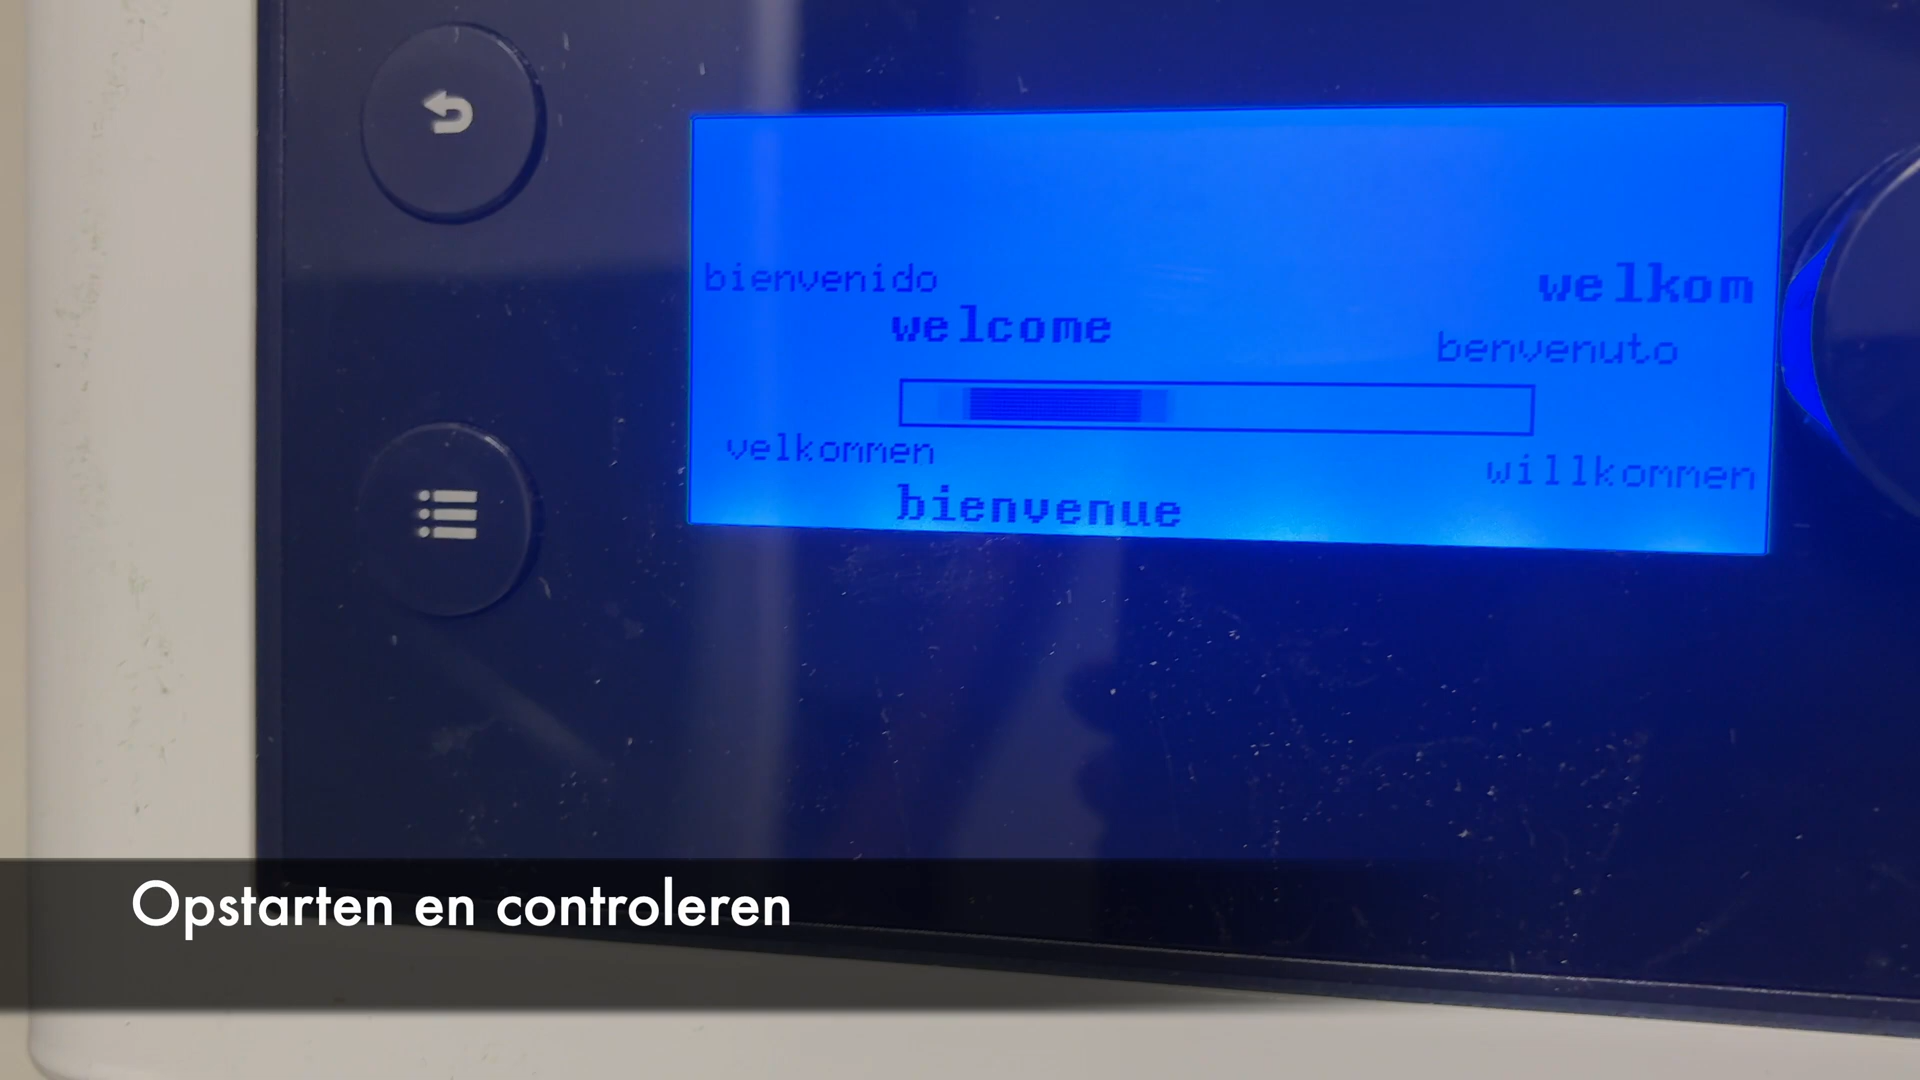 bienvenido
welkom
welcome
benvenuto
velkommen
willkommen
bienvenue
Opstarten en controleren